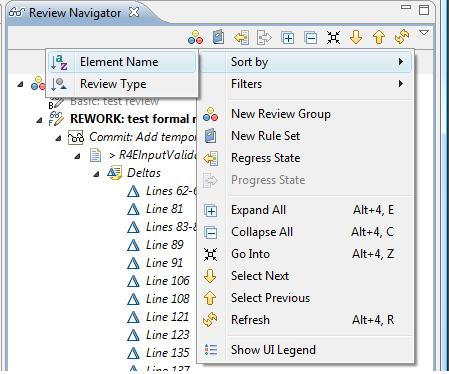 Review Navigator
Element Name
Review Type
Sort by
Filters
New Review Group
New Rule Set
Regress State
Progress State
Expand All Alt+4, E
Collapse All Alt+4, C
Go Into Alt+4, Z
Select Next
Select Previous
Refresh Alt+4, R
Show UI Legend
Basic: test review
REWORK: test formal
Commit: Add tempo
> R4EInputValid
Deltas
Lines 62-
Line 81
Lines 83-
Line 89
Line 91
Line 106
Line 108
Line 121
Line 123
Line 135
Line 137